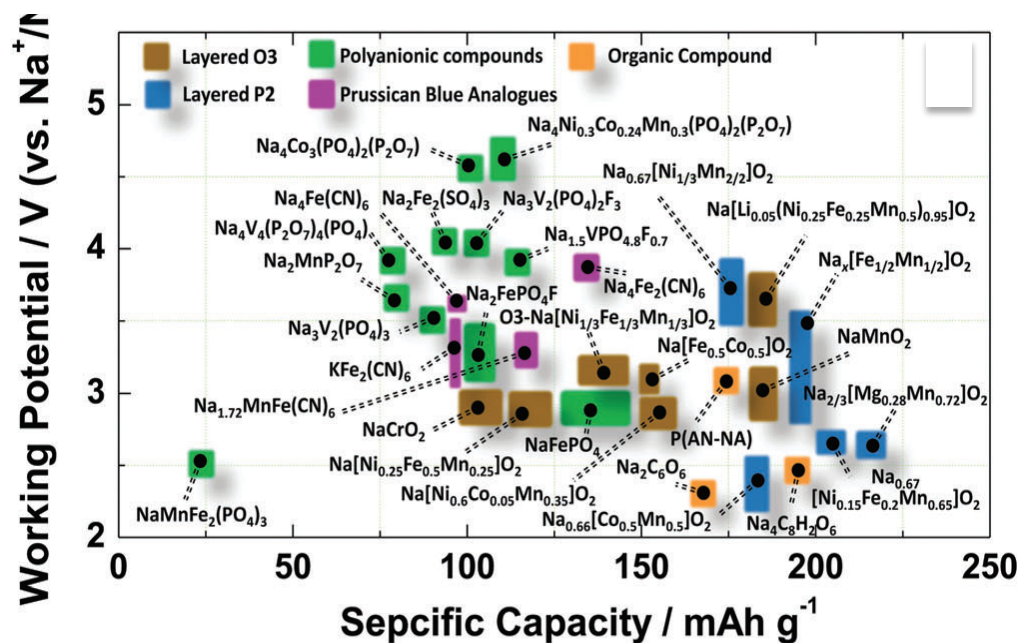 Working Potential / V (vs. Na⁺/N
Layered O3
Polyanionic compounds
Organic Compound
Layered P2
Prussican Blue Analogues
5
4
3
2
Na₄Ni₀.₃Co₀.₂₄Mn₀.₃(PO₄)₂(P₂O₇)
Na₄Co₃(PO₄)₂(P₂O₇)
Na₀.₆₇[Ni₁/₃Mn₂/₂]O₂
Na₄Fe(CN)₆
Na₂Fe₂(SO₄)₃
Na₃V₂(PO₄)₂F₃
Na[Li₀.₀₅(Ni₀.₂₅Fe₀.₂₅Mn₀.₅)₀.₉₅]O₂
Na₄V₄(P₂O₇)₄(PO₄)
Na₁.₅VPO₄.₈F₀.₇
Na₂MnP₂O₇
Naₓ[Fe₁/₂Mn₁/₂]O₂
Na₂FePO₄F
Na₄Fe₂(CN)₆
O3-Na[Ni₁/₃Fe₁/₃Mn₁/₃]O₂
Na₃V₂(PO₄)₃
NaMnO₂
Na[Fe₀.₅Co₀.₅]O₂
KFe₂(CN)₆
Na₂/₃[Mg₀.₂₈Mn₀.₇₂]O₂
Na₁.₇₂MnFe(CN)₆
NaCrO₂
NaFePO₄
P(AN-NA)
Na[Ni₀.₂₅Fe₀.₅Mn₀.₂₅]O₂
Na₂C₆O₆
Na₀.₆₇
[Ni₀.₁₅Fe₀.₂Mn₀.₆₅]O₂
Na[Ni₀.₆Co₀.₀₅Mn₀.₃₅]O₂
NaMnFe₂(PO₄)₃
Na₀.₆₆[Co₀.₅Mn₀.₅]O₂
Na₄C₈H₂O₆
0
50
100
150
200
250
Sepcific Capacity / mAh g⁻¹